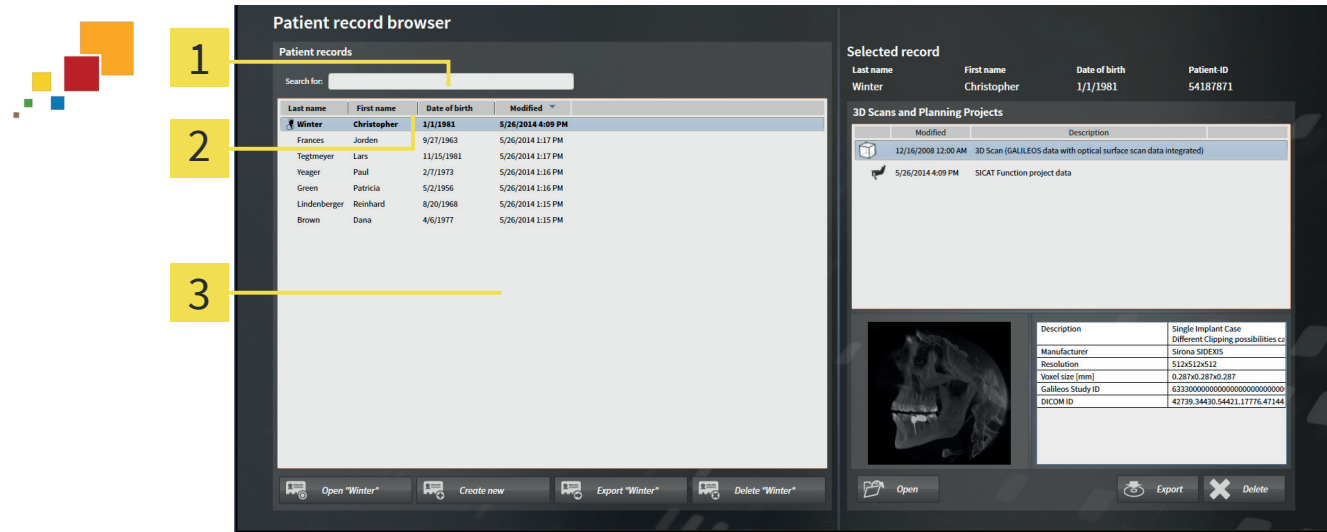 Patient record browser
1
Patient records
Search for:
2
Last name First name Date of birth Modified
Winter Christopher 1/1/1981 5/26/2014 4:09 PM
Frances Jorden 9/27/1963 5/26/2014 1:17 PM
Tegtmeyer Lars 11/15/1981 5/26/2014 1:17 PM
Yeager Paul 2/7/1973 5/26/2014 1:16 PM
Green Patricia 5/2/1956 5/26/2014 1:16 PM
Lindenberger Reinhard 8/20/1968 5/26/2014 1:15 PM
Brown Dana 4/6/1977 5/26/2014 1:15 PM
3
Open "Winter" Create new Export "Winter" Delete "Winter"
Selected record
Last name First name Date of birth Patient-ID
Winter Christopher 1/1/1981 54187871
3D Scans and Planning Projects
Modified Description
12/16/2008 12:00 AM 3D Scan (GALILEOS data with optical surface scan data integrated)
5/26/2014 4:09 PM SICAT Function project data
Description Single Implant Case
Different Clipping possibilities ca
Manufacturer Sirona SIDEXIS
Resolution 512x512x512
Voxel size [mm] 0.287x0.287x0.287
Galileos Study ID
DICOM ID 42739.34430.54421.17776.47144
Open Export Delete